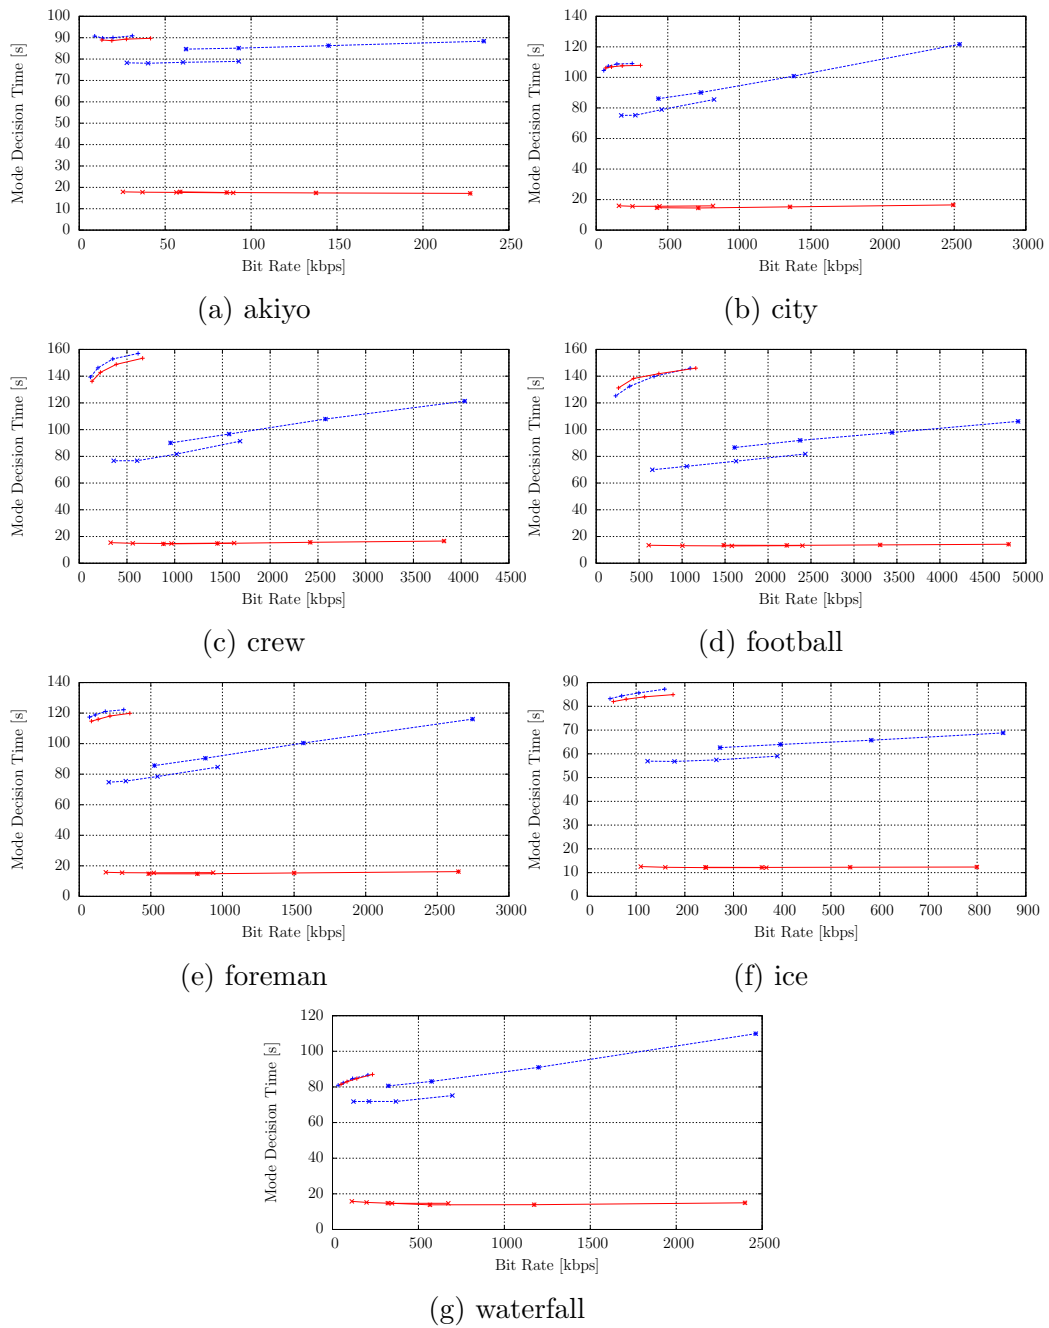 Mode Decision Time [s]
100
90
80
70
60
50
40
30
20
10
0
0 50 100 150 200 250
Bit Rate [kbps]
(a) akiyo
Mode Decision Time [s]
140
120
100
80
60
40
20
0
0 500 1000 1500 2000 2500 3000
Bit Rate [kbps]
(b) city
Mode Decision Time [s]
160
140
120
100
80
60
40
20
0
0 500 1000 1500 2000 2500 3000 3500 4000 4500
Bit Rate [kbps]
(c) crew
Mode Decision Time [s]
160
140
120
100
80
60
40
20
0
0 500 1000 1500 2000 2500 3000 3500 4000 4500 5000
Bit Rate [kbps]
(d) football
Mode Decision Time [s]
140
120
100
80
60
40
20
0
0 500 1000 1500 2000 2500 3000
Bit Rate [kbps]
(e) foreman
Mode Decision Time [s]
90
80
70
60
50
40
30
20
10
0
0 100 200 300 400 500 600 700 800 900
Bit Rate [kbps]
(f) ice
Mode Decision Time [s]
120
100
80
60
40
20
0
0 500 1000 1500 2000 2500
Bit Rate [kbps]
(g) waterfall